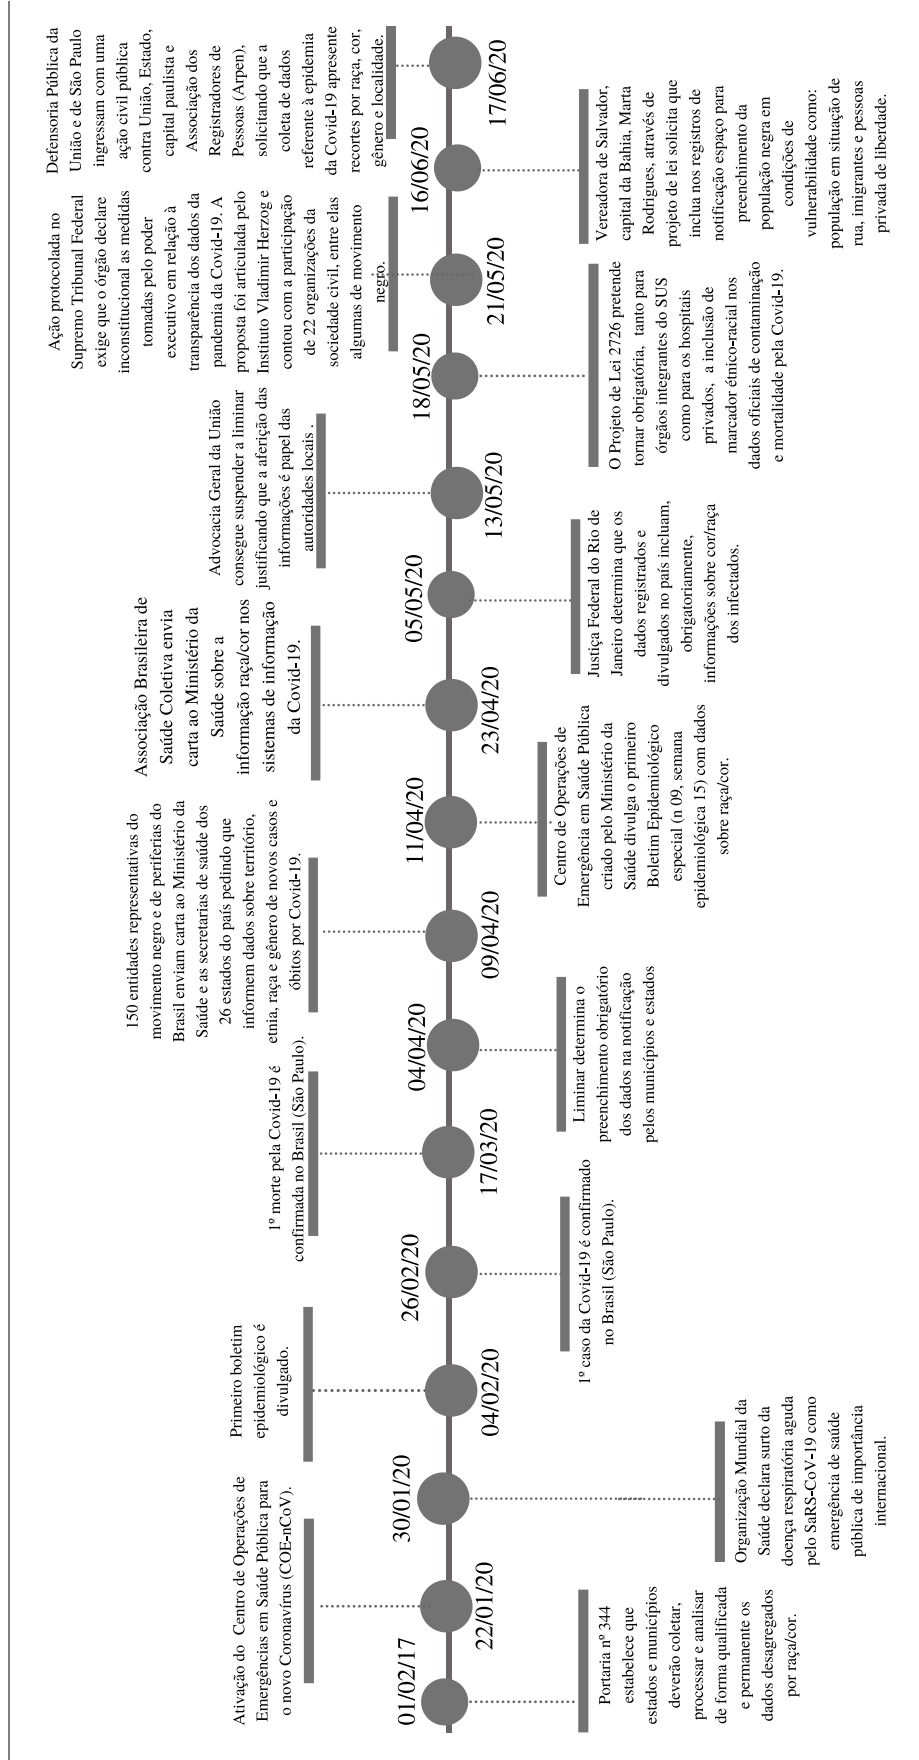 01/02/17
Portaria nº 344
estabelece que
estados e municípios
deverão coletar,
processar e analisar
de forma qualificada
e permanente os
dados desagregados
por raça/cor.
22/01/20
Ativação do Centro de Operações de
Emergências em Saúde Pública para
o novo Coronavírus (COE-nCoV).
30/01/20
Organização Mundial da
Saúde declara surto da
doença respiratória aguda
pelo SaRS-CoV-19 como
emergência de saúde
pública de importância
internacional.
04/02/20
Primeiro boletim
epidemiológico é
divulgado.
26/02/20
1º caso da Covid-19 é confirmado
no Brasil (São Paulo).
17/03/20
1º morte pela Covid-19 é
confirmada no Brasil (São Paulo).
04/04/20
Liminar determina o
preenchimento obrigatório
dos dados na notificação
pelos municípios e estados
09/04/20
150 entidades representativas do
movimento negro e de periferias do
Brasil enviam carta ao Ministério da
Saúde e as secretarias de saúde dos
26 estados do país pedindo que
informem dados sobre território,
etnia, raça e gênero de novos casos e
óbitos por Covid-19.
11/04/20
Centro de Operações de
Emergência em Saúde Pública
criado pelo Ministério da
Saúde divulga o primeiro
Boletim Epidemiológico
especial (n 09, semana
epidemiológica 15) com dados
sobre raça/cor.
23/04/20
Associação Brasileira de
Saúde Coletiva envia
carta ao Ministério da
Saúde sobre a
informação raça/cor nos
sistemas de informação
da Covid-19.
05/05/20
Justiça Federal do Rio de
Janeiro determina que os
dados registrados e
divulgados no país incluam,
obrigatoriamente,
informações sobre cor/raça
dos infectados.
13/05/20
Advocacia Geral da União
consegue suspender a liminar
justificando que a aferição das
informações é papel das
autoridades locais .
18/05/20
O Projeto de Lei 2726 pretende
tornar obrigatória, tanto para
órgãos integrantes do SUS
como para os hospitais
privados, a inclusão de
marcador étnico-racial nos
dados oficiais de contaminação
e mortalidade pela Covid-19.
21/05/20
Ação protocolada no
Supremo Tribunal Federal
exige que o órgão declare
inconstitucional as medidas
tomadas pelo poder
executivo em relação à
transparência dos dados da
pandemia da Covid-19. A
proposta foi articulada pelo
Instituto Vladimir Herzog e
contou com a participação
de 22 organizações da
sociedade civil, entre elas
algumas de movimento
negro.
16/06/20
Vereadora de Salvador,
capital da Bahia, Marta
Rodrigues, através de
projeto de lei solicita que
inclua nos registros de
notificação espaço para
preenchimento da
população negra em
condições de
vulnerabilidade como:
população em situação de
rua, imigrantes e pessoas
privada de liberdade.
17/06/20
Defensoria Pública da
União e de São Paulo
ingressam com uma
ação civil pública
contra União, Estado,
capital paulista e
Associação dos
Registradores de
Pessoas (Arpen),
solicitando que a
coleta de dados
referente à epidemia
da Covid-19 apresente
recortes por raça, cor,
gênero e localidade.